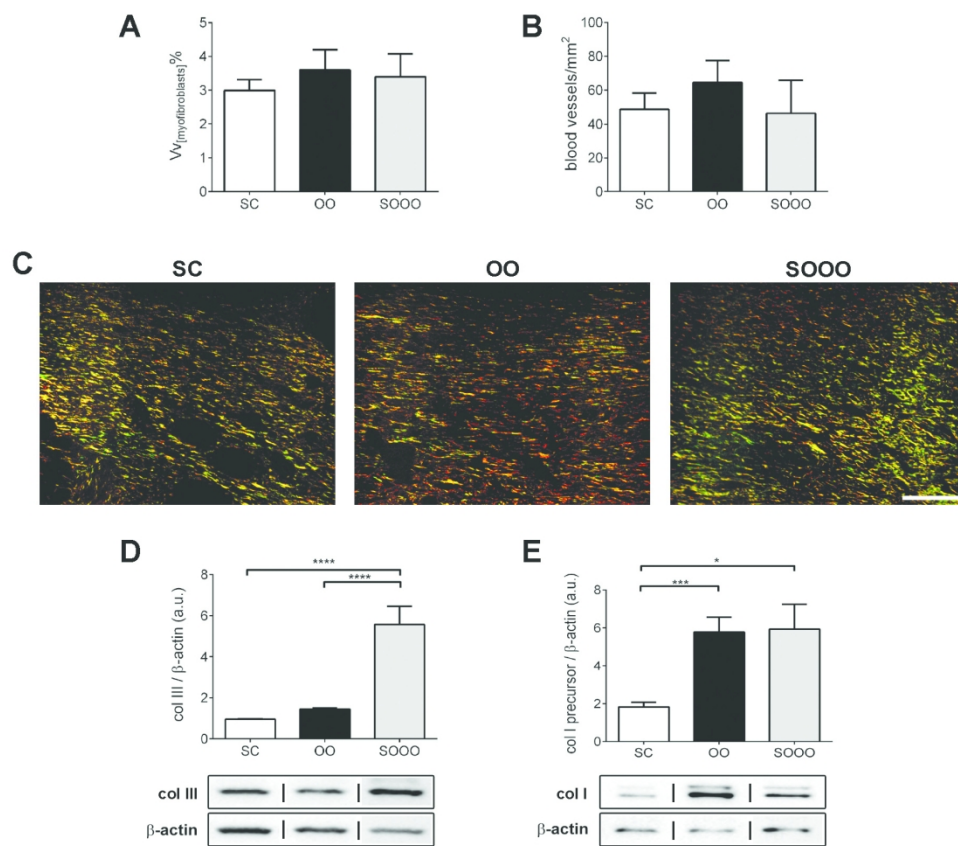 A
Vv[myofibroblasts]%
5
4
3
2
1
0
SC
OO
SOOO
B
blood vessels/mm²
100
80
60
40
20
0
SC
OO
SOOO
C
SC
OO
SOOO
D
****
****
col III / β-actin (a.u.)
8
6
4
2
0
SC
OO
SOOO
col III
β-actin
E
*
***
col I precursor / β-actin (a.u.)
8
6
4
2
0
SC
OO
SOOO
col I
β-actin